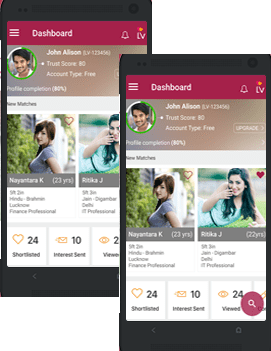 Dashboard
LV
John Alison (LV-123456)
Trust Score: 80
Account Type: Free
Profile completion (80%)
New Matches
Nayantara K (23 yrs)
Ritika J
5ft 2in
Hindu - Brahmin
Lucknow
Finance Professional
5ft 3in
Jain - Digambar
Delhi
IT Professional
24
Shortlisted
10
Interest Sent
2
Viewed
Dashboard
LV
John Alison (LV-123456)
Trust Score: 80
Account Type: Free
UPGRADE
Profile completion (80%)
New Matches
Nayantara K (23 yrs)
Ritika J (22yrs)
5ft 2in
Hindu - Brahmin
Lucknow
Finance Professional
5ft 3in
Jain - Digambar
Delhi
IT Professional
24
Shortlisted
10
Interest Sent
24
Viewed